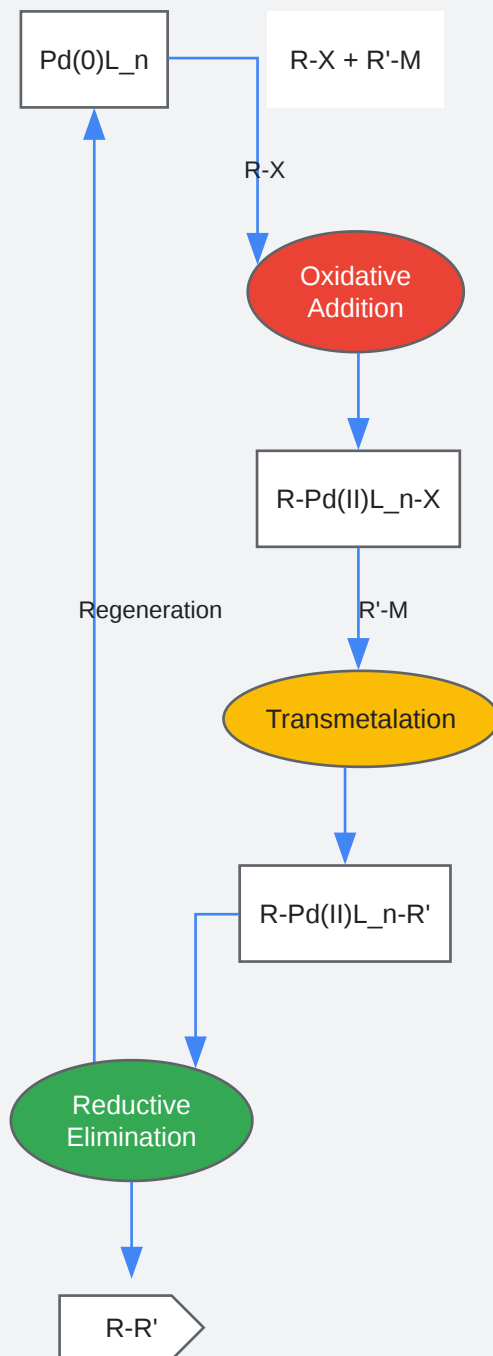 Pd(0)L_n
R-X + R'-M
R-X
Oxidative
Addition
R-Pd(II)L_n-X
Regeneration
R'-M
Transmetalation
R-Pd(II)L_n-R'
Reductive
Elimination
R-R'